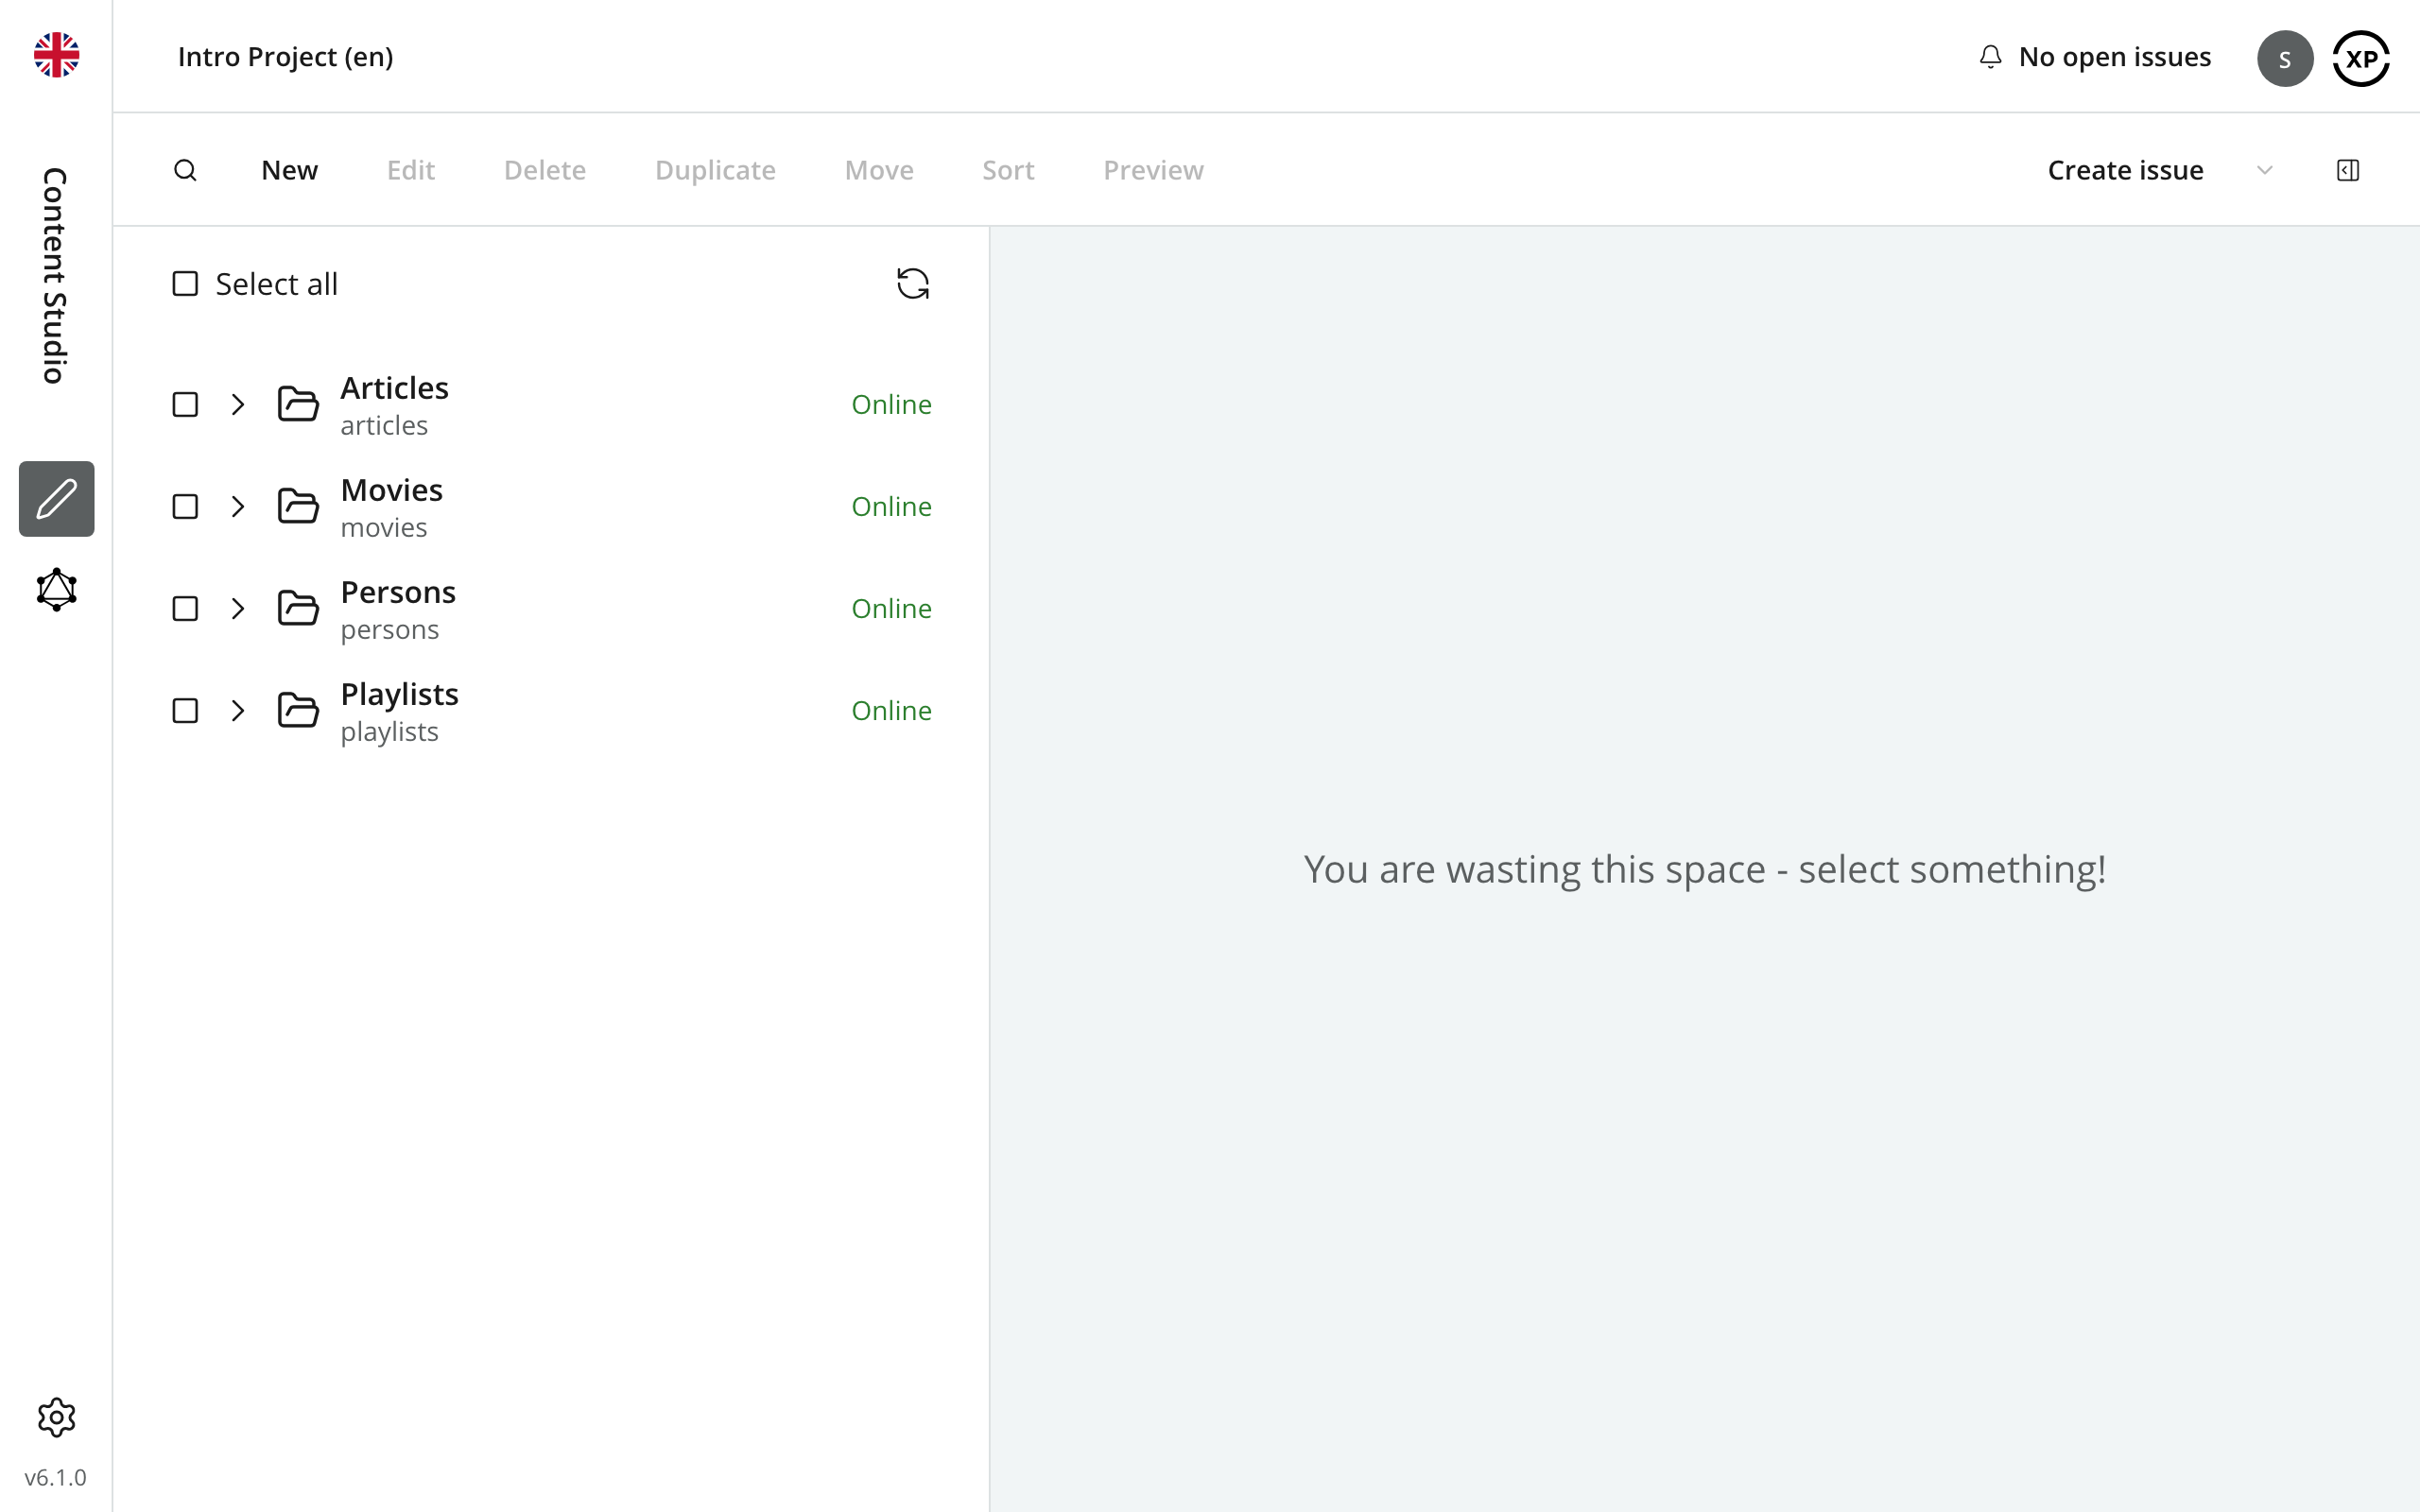 Intro Project (en)
No open issues
S
XP
Content Studio
New Edit Delete Duplicate Move Sort Preview
Create issue
Select all
Articles
articles
Online
Movies
movies
Online
Persons
persons
Online
Playlists
playlists
Online
You are wasting this space - select something!
v6.1.0